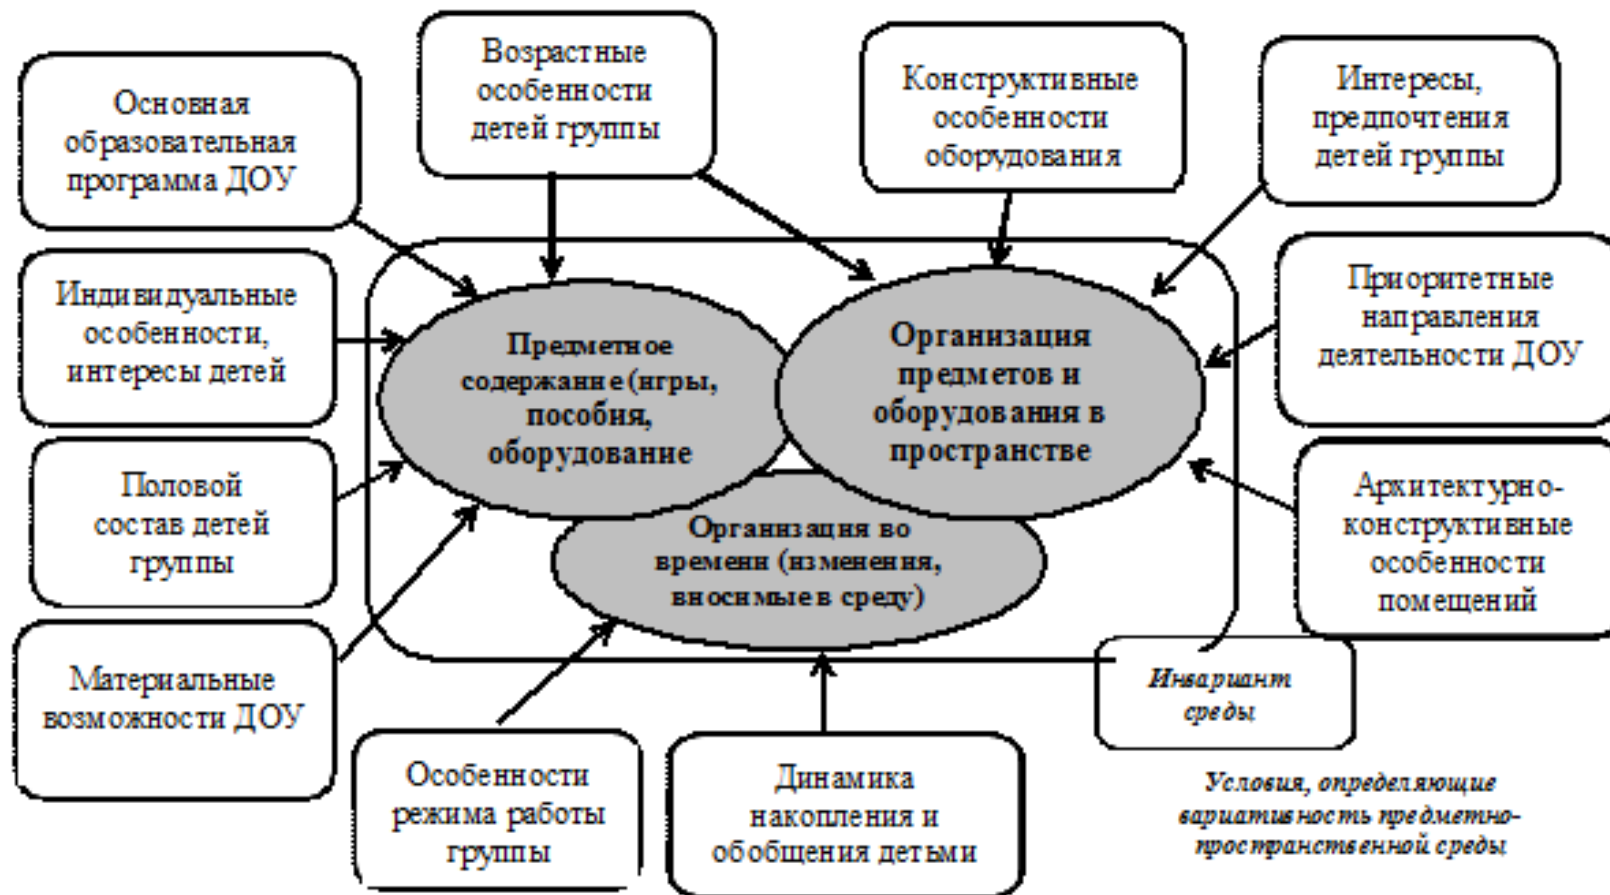 Основная
образовательная
программа ДОУ
Возрастные
особенности
детей группы
Конструктивные
особенности
оборудования
Интересы,
предпочтения
детей группы
Индивидуальные
особенности,
интересы детей
Предметное
содержание (игры,
пособия,
оборудование
Организация
предметов и
оборудования в
пространстве
Приоритетные
направления
деятельности ДОУ
Половой
состав детей
группы
Организация во
времени (изменения,
вносимые в среду)
Архитектурно-
конструктивные
особенности
помещений
Материальные
возможности ДОУ
Инвариант
среды
Особенности
режима работы
группы
Динамика
накопления и
обобщения детьми
Условия, определяющие
вариативность предметно-
пространственной среды